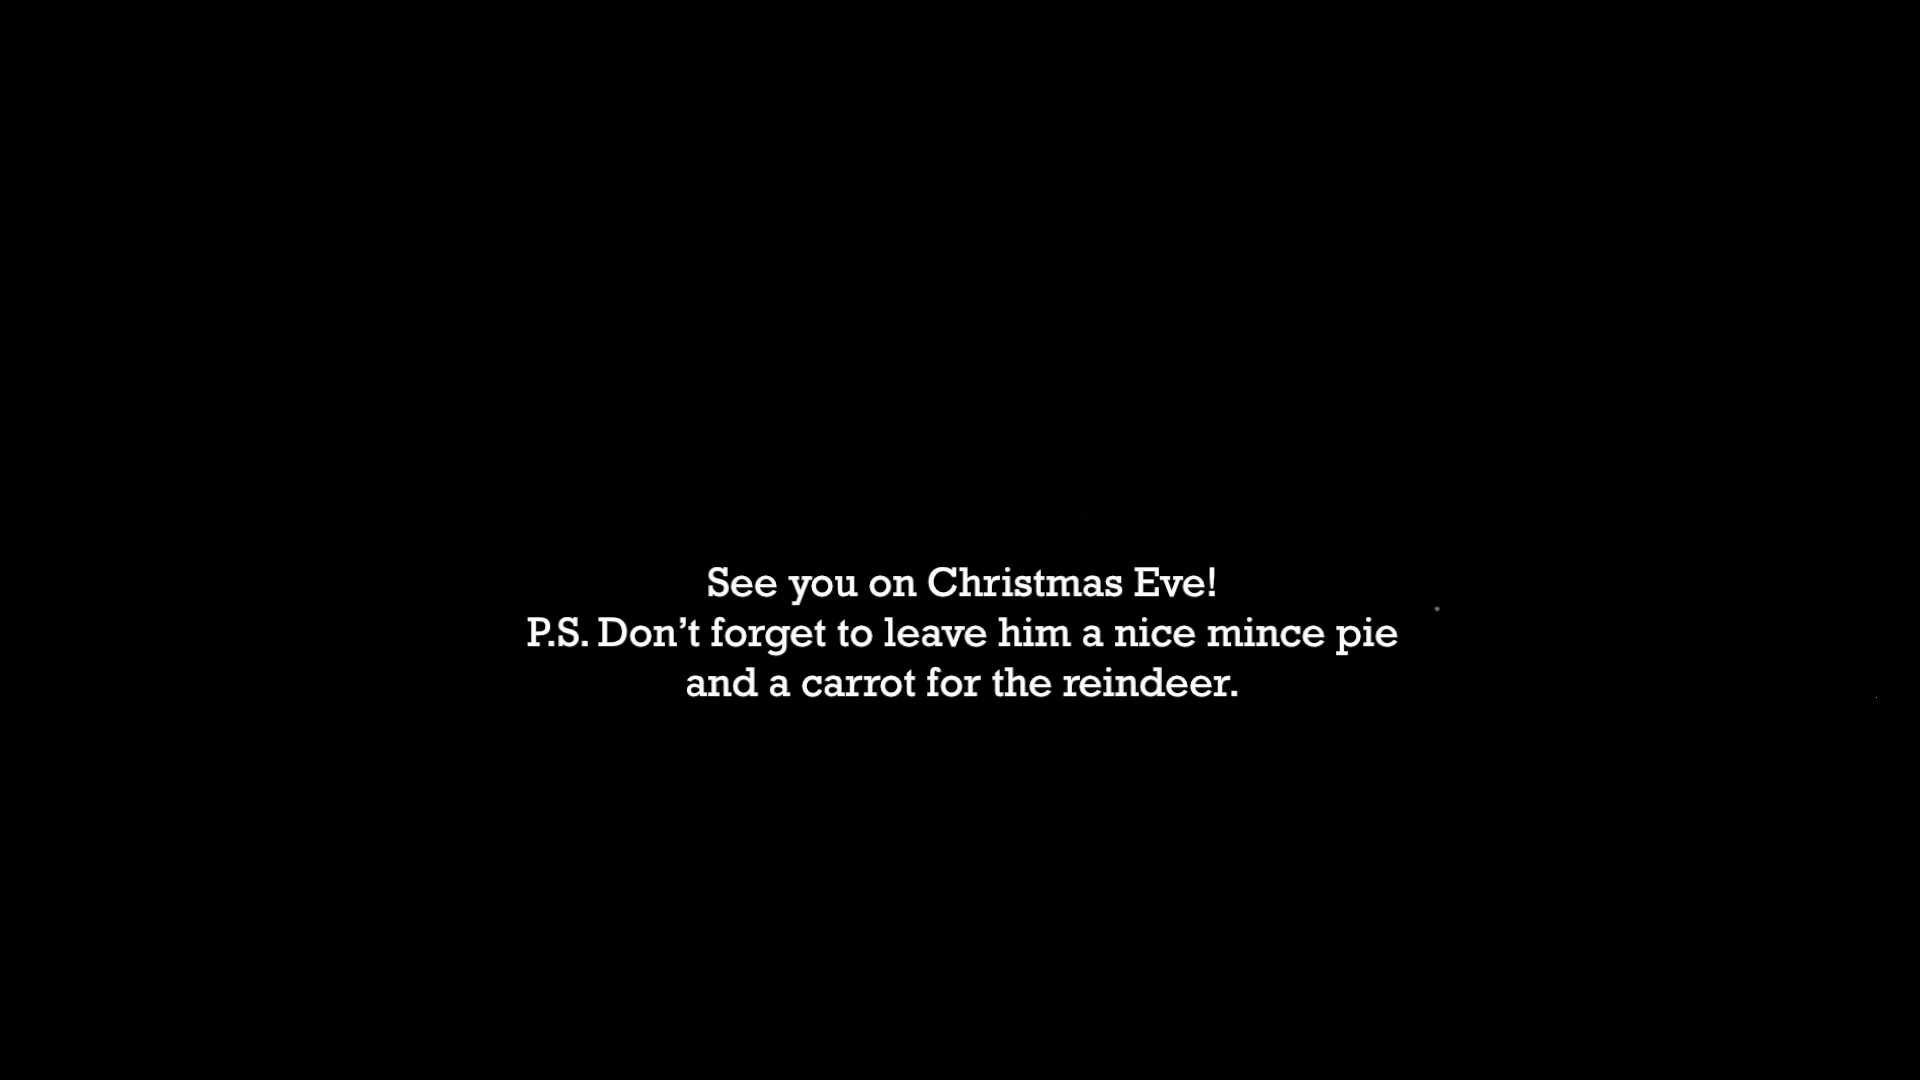 See you on Christmas Eve!
P.S. Don’t forget to leave him a nice mince pie
and a carrot for the reindeer.